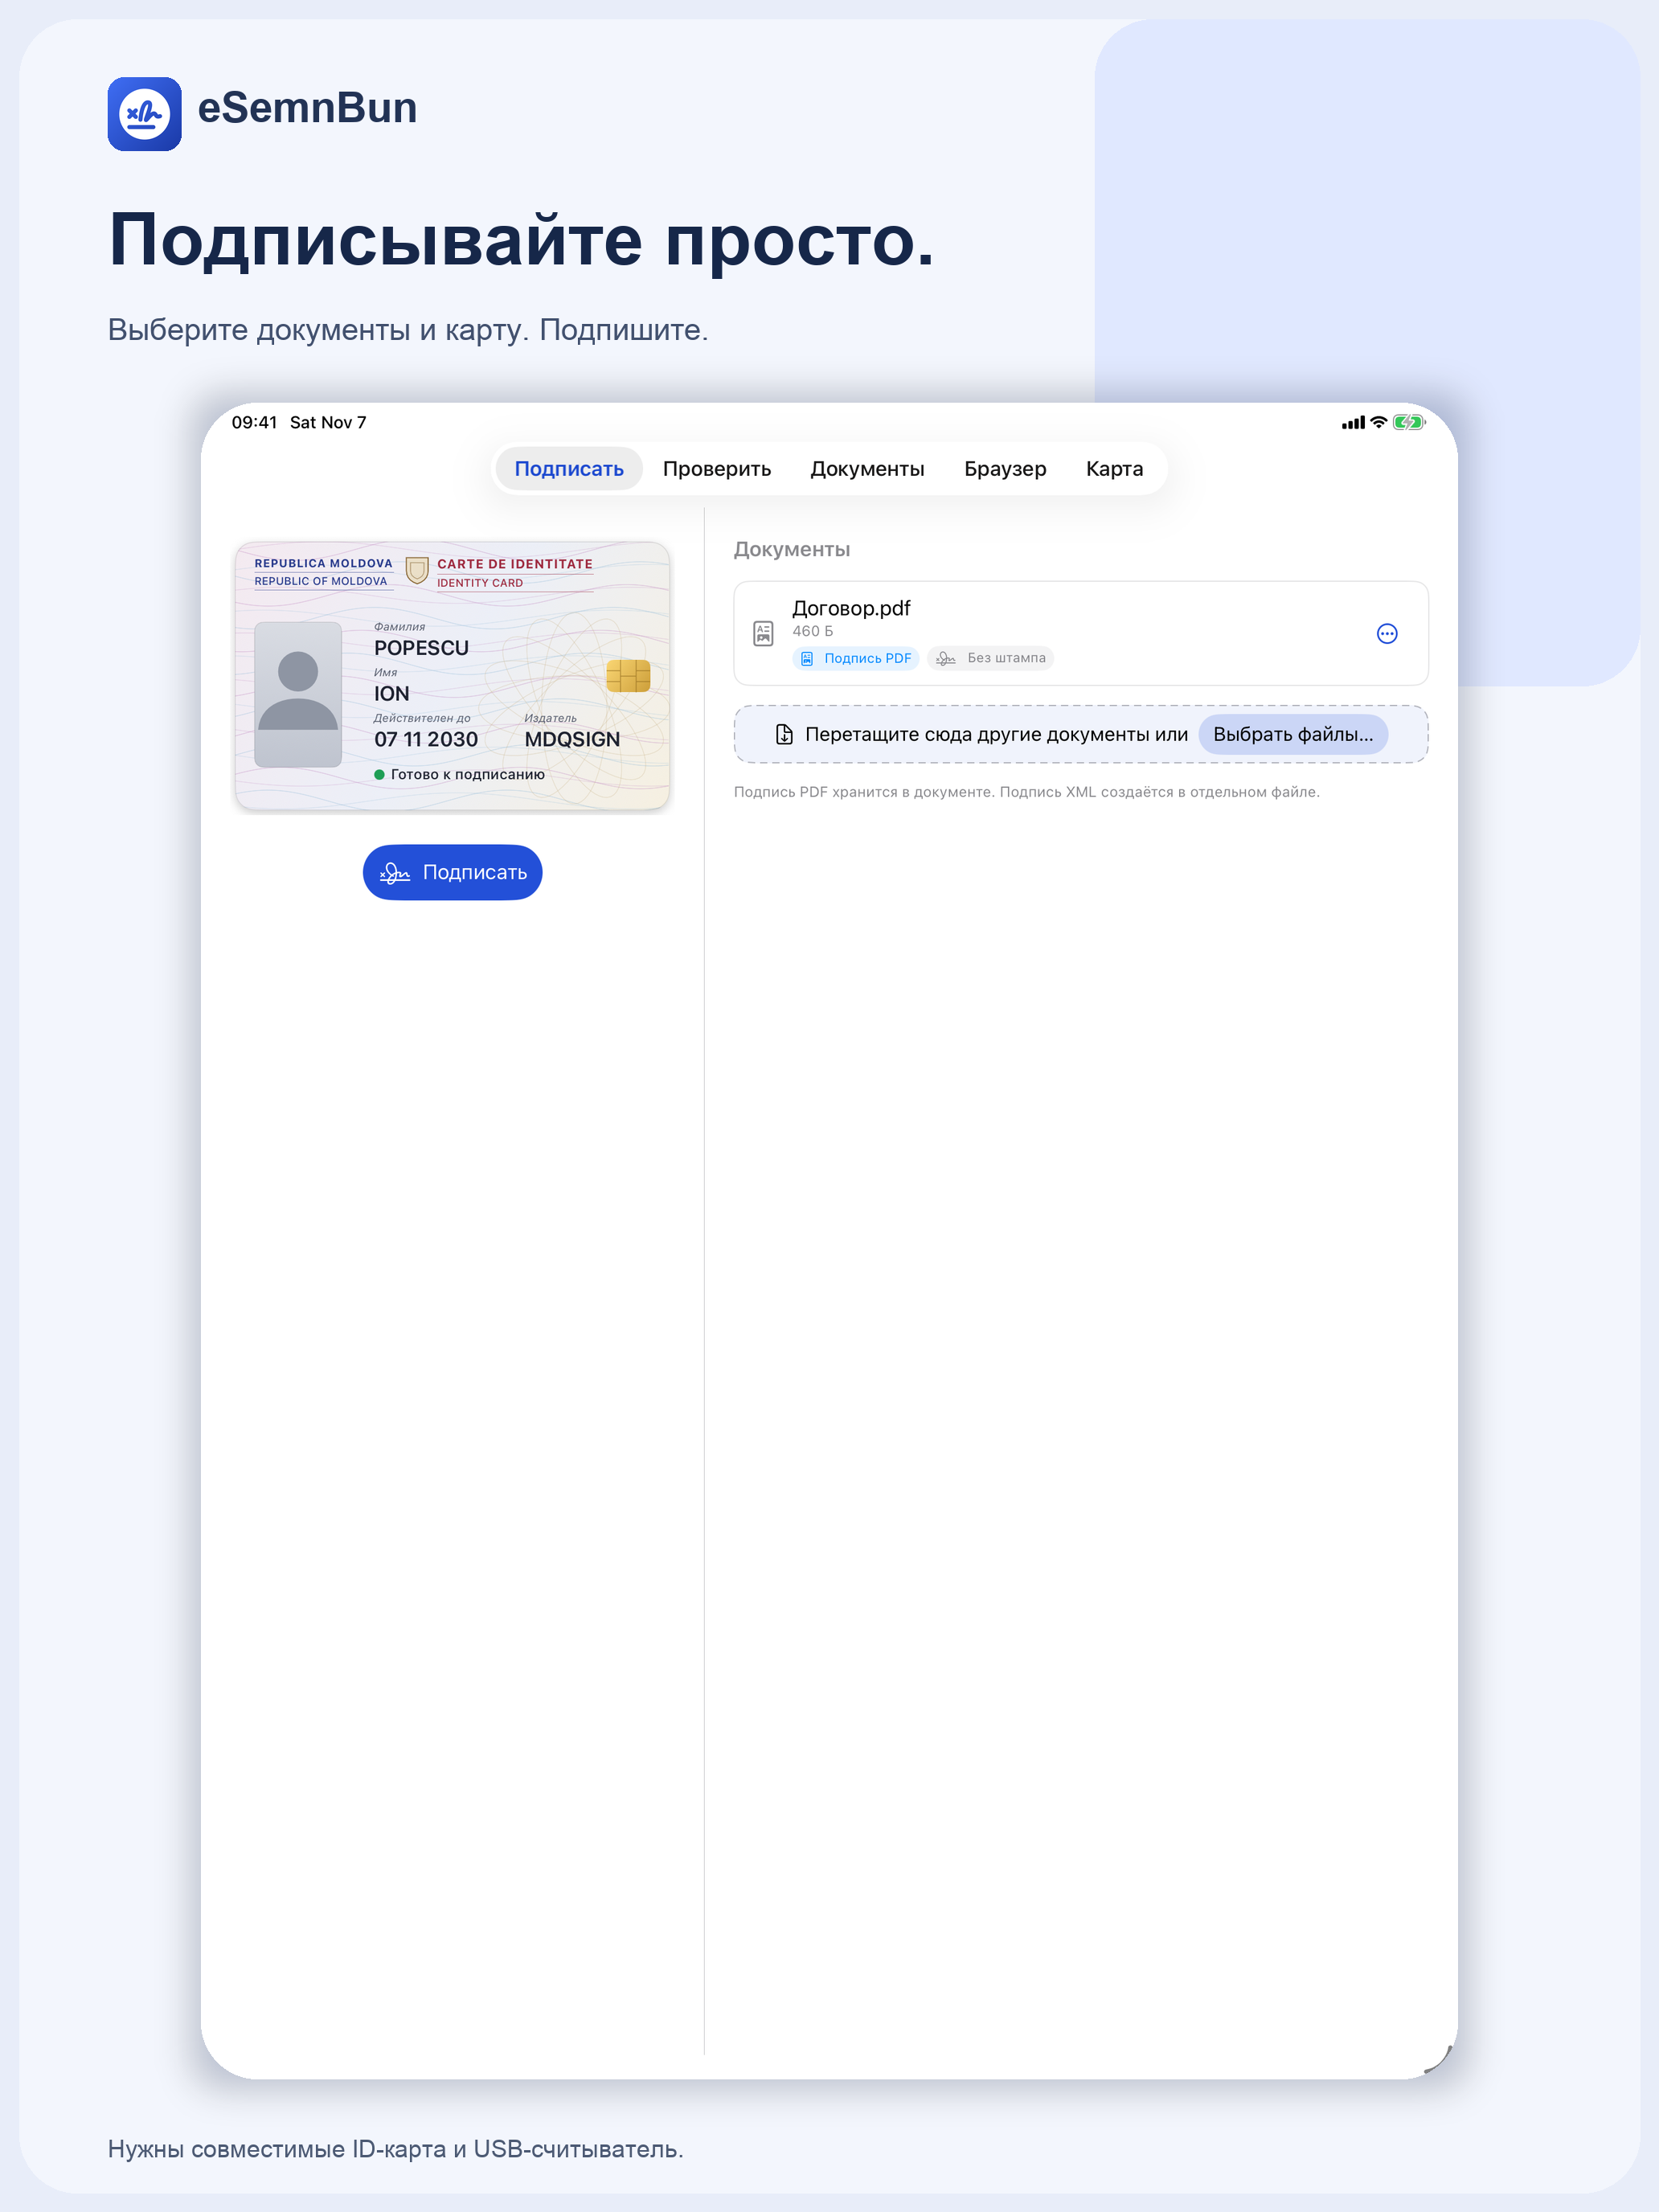 eSemnBun
Подписывайте просто.
Выберите документы и карту. Подпишите.
09:41 Sat Nov 7
Подписать Проверить Документы Браузер Карта
REPUBLICA MOLDOVA
REPUBLIC OF MOLDOVA
CARTE DE IDENTITATE
IDENTITY CARD
Фамилия
POPESCU
Имя
ION
Действителен до
07 11 2030
Издатель
MDQSIGN
Готово к подписанию
Подписать
Документы
Договор.pdf
460 Б
Подпись PDF Без штампа
Перетащите сюда другие документы или Выбрать файлы...
Подпись PDF хранится в документе. Подпись XML создаётся в отдельном файле.
Нужны совместимые ID-карта и USB-считыватель.